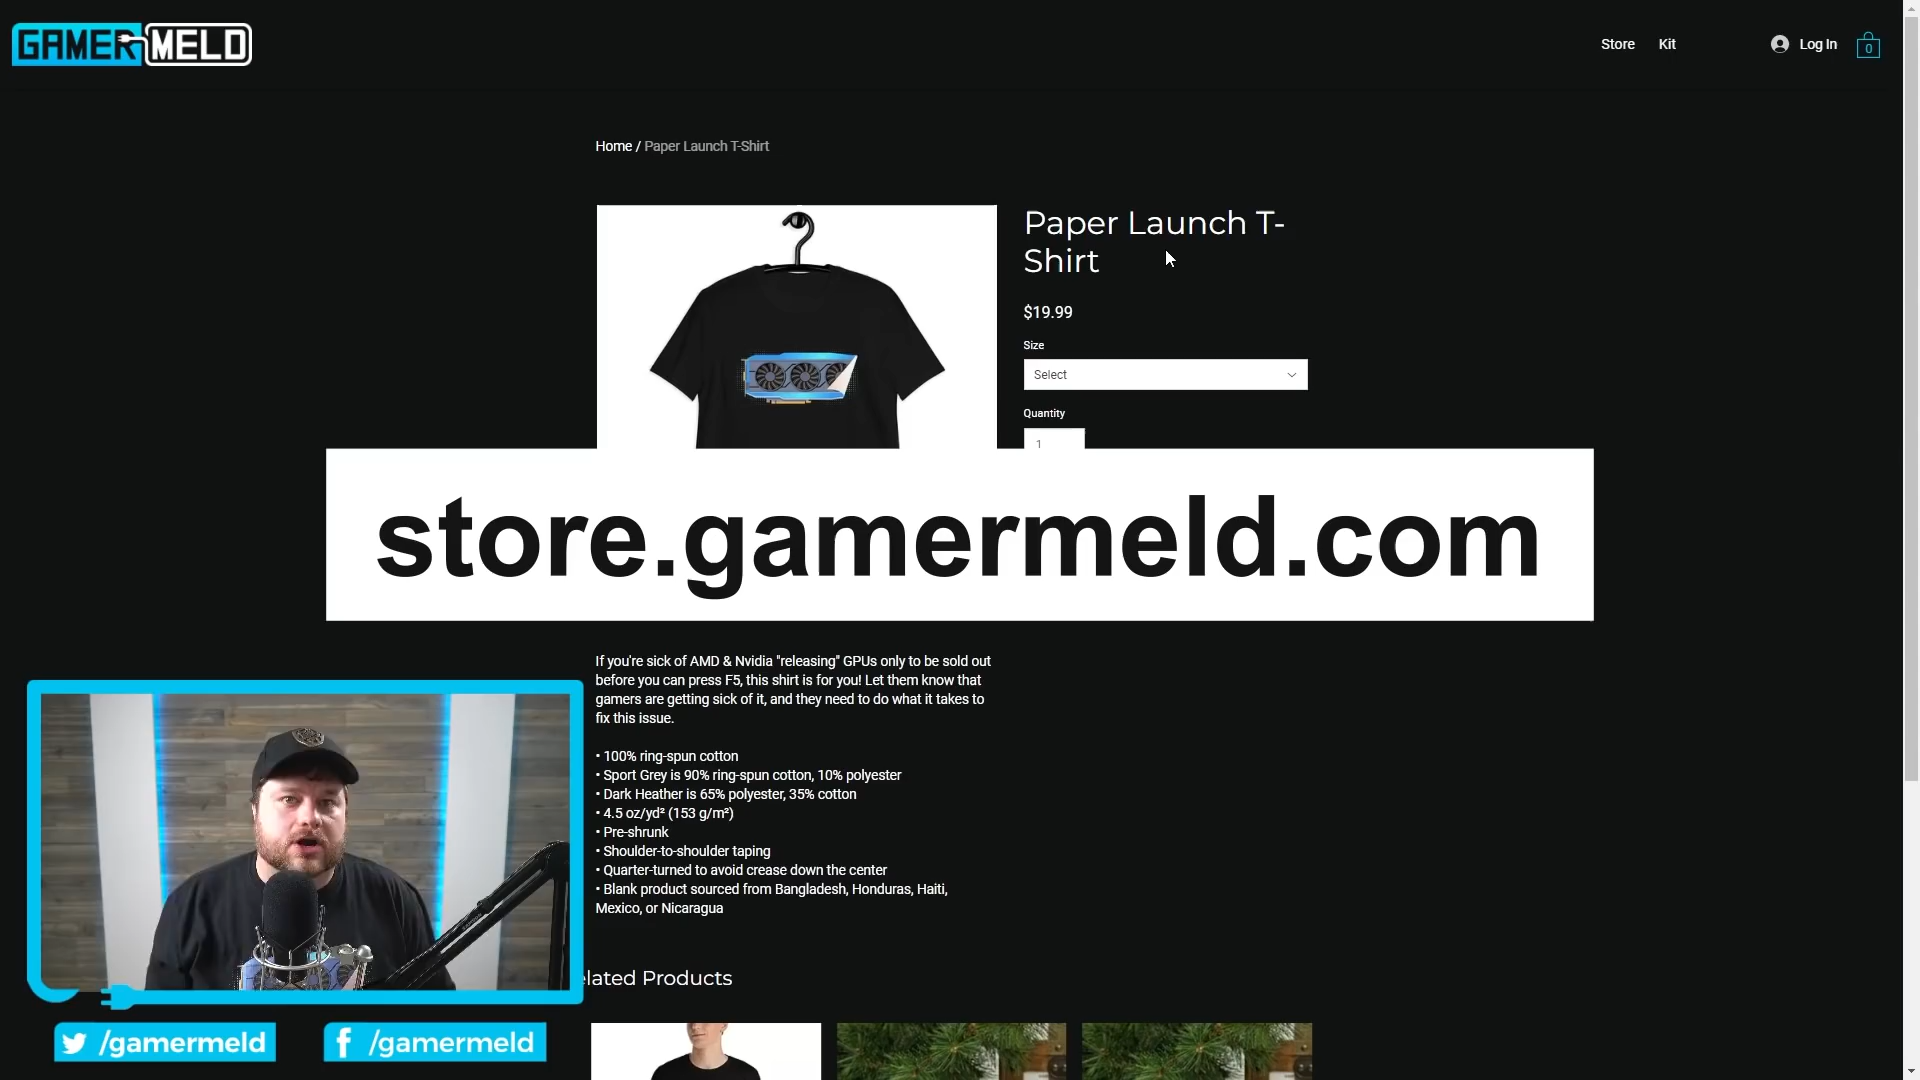 GAMER MELD
Store
Kit
Log In
0
Home / Paper Launch T-Shirt
Paper Launch T-
Shirt
$19.99
Size
Select
Quantity
1
store.gamermeld.com
If you're sick of AMD & Nvidia "releasing" GPUs only to be sold out
before you can press F5, this shirt is for you! Let them know that
gamers are getting sick of it, and they need to do what it takes to
fix this issue.
• 100% ring-spun cotton
• Sport Grey is 90% ring-spun cotton, 10% polyester
• Dark Heather is 65% polyester, 35% cotton
• 4.5 oz/yd² (153 g/m²)
• Pre-shrunk
• Shoulder-to-shoulder taping
• Quarter-turned to avoid crease down the center
• Blank product sourced from Bangladesh, Honduras, Haiti,
Mexico, or Nicaragua
elated Products
/gamermeld
/gamermeld